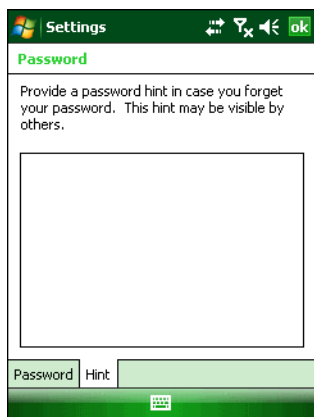 Settings ok
Password
Provide a password hint in case you forget
your password. This hint may be visible by
others.
Password Hint